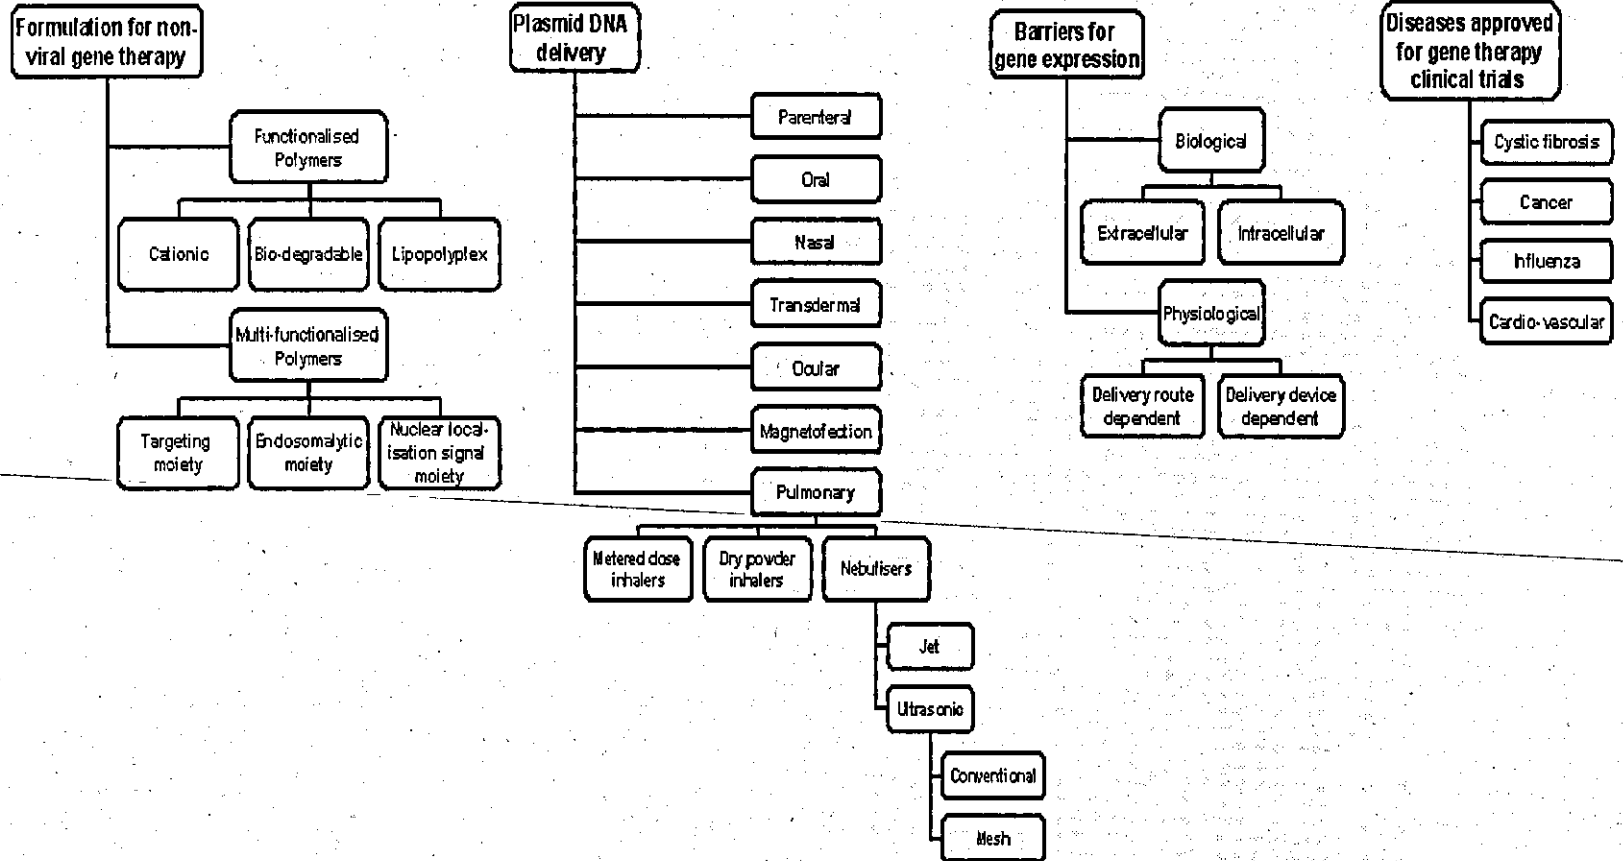 Formulation for non-
viral gene therapy
Functionalised
Polymers
Cationic
Bio-degradable
Lipopolyplex
Multi-functionalised
Polymers
Targeting
moiety
Endosomalytic
moiety
Nuclear local-
isation signal
moiety
Plasmid DNA
delivery
Parenteral
Oral
Nasal
Transdermal
Ocular
Magnetofection
Pulmonary
Metered dose
inhalers
Dry powder
inhalers
Nebulisers
Jet
Ultrasonic
Conventional
Mesh
Barriers for
gene expression
Biological
Extracellular
Intracellular
Physiological
Delivery route
dependent
Delivery device
dependent
Diseases approved
for gene therapy
clinical trials
Cystic fibrosis
Cancer
Influenza
Cardio-vascular